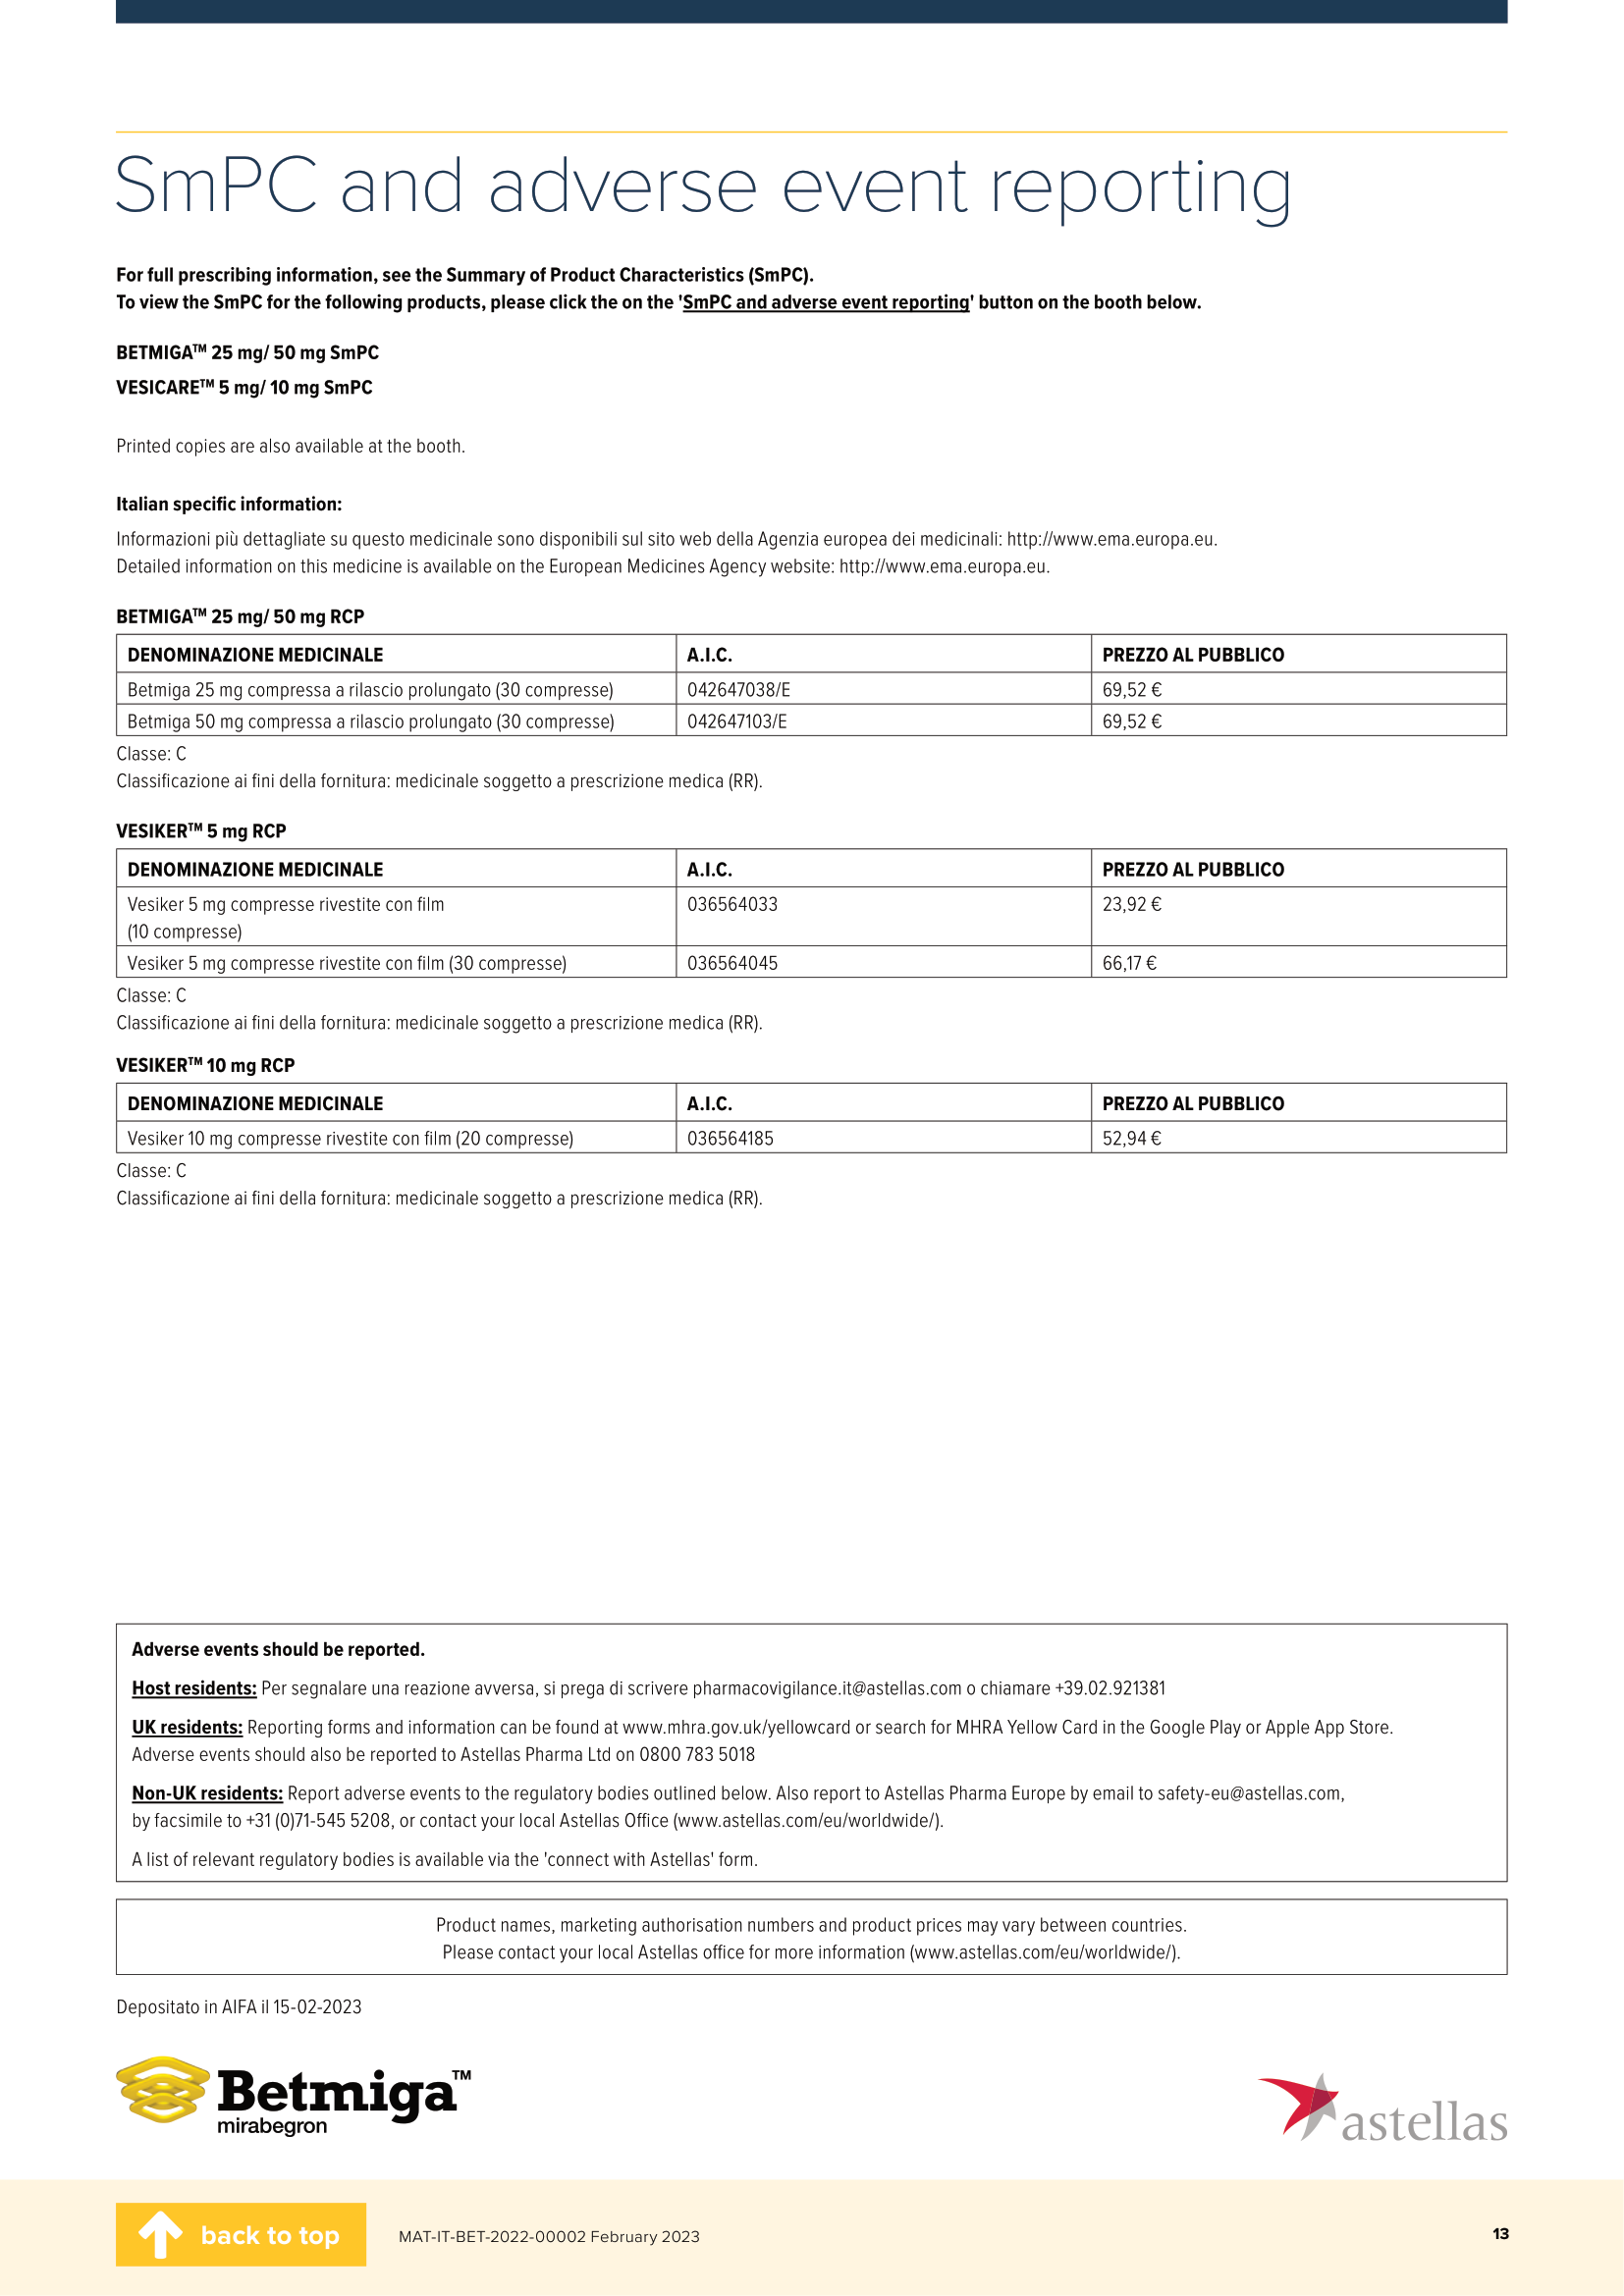 SmPC and adverse event reporting
For full prescribing information, see the Summary of Product Characteristics (SmPC).
To view the SmPC for the following products, please click the on the 'SmPC and adverse event reporting' button on the booth below.
BETMIGA™ 25 mg/ 50 mg SmPC
VESICARE™ 5 mg/ 10 mg SmPC
Printed copies are also available at the booth.
Italian specific information:
Informazioni più dettagliate su questo medicinale sono disponibili sul sito web della Agenzia europea dei medicinali: http://www.ema.europa.eu.
Detailed information on this medicine is available on the European Medicines Agency website: http://www.ema.europa.eu.
BETMIGA™ 25 mg/ 50 mg RCP
DENOMINAZIONE MEDICINALE A.I.C. PREZZO AL PUBBLICO
Betmiga 25 mg compressa a rilascio prolungato (30 compresse) 042647038/E 69,52 €
Betmiga 50 mg compressa a rilascio prolungato (30 compresse) 042647103/E 69,52 €
Classe: C
Classificazione ai fini della fornitura: medicinale soggetto a prescrizione medica (RR).
VESIKER™ 5 mg RCP
DENOMINAZIONE MEDICINALE A.I.C. PREZZO AL PUBBLICO
Vesiker 5 mg compresse rivestite con film 036564033 23,92 €
(10 compresse)
Vesiker 5 mg compresse rivestite con film (30 compresse) 036564045 66,17 €
Classe: C
Classificazione ai fini della fornitura: medicinale soggetto a prescrizione medica (RR).
VESIKER™ 10 mg RCP
DENOMINAZIONE MEDICINALE A.I.C. PREZZO AL PUBBLICO
Vesiker 10 mg compresse rivestite con film (20 compresse) 036564185 52,94 €
Classe: C
Classificazione ai fini della fornitura: medicinale soggetto a prescrizione medica (RR).
Adverse events should be reported.
Host residents: Per segnalare una reazione avversa, si prega di scrivere pharmacovigilance.it@astellas.com o chiamare +39.02.921381
UK residents: Reporting forms and information can be found at www.mhra.gov.uk/yellowcard or search for MHRA Yellow Card in the Google Play or Apple App Store.
Adverse events should also be reported to Astellas Pharma Ltd on 0800 783 5018
Non-UK residents: Report adverse events to the regulatory bodies outlined below. Also report to Astellas Pharma Europe by email to safety-eu@astellas.com,
by facsimile to +31 (0)71-545 5208, or contact your local Astellas Office (www.astellas.com/eu/worldwide/).
A list of relevant regulatory bodies is available via the 'connect with Astellas' form.
Product names, marketing authorisation numbers and product prices may vary between countries.
Please contact your local Astellas office for more information (www.astellas.com/eu/worldwide/).
Depositato in AIFA il 15-02-2023
Betmiga™
mirabegron
astellas
back to top
MAT-IT-BET-2022-00002 February 2023
13